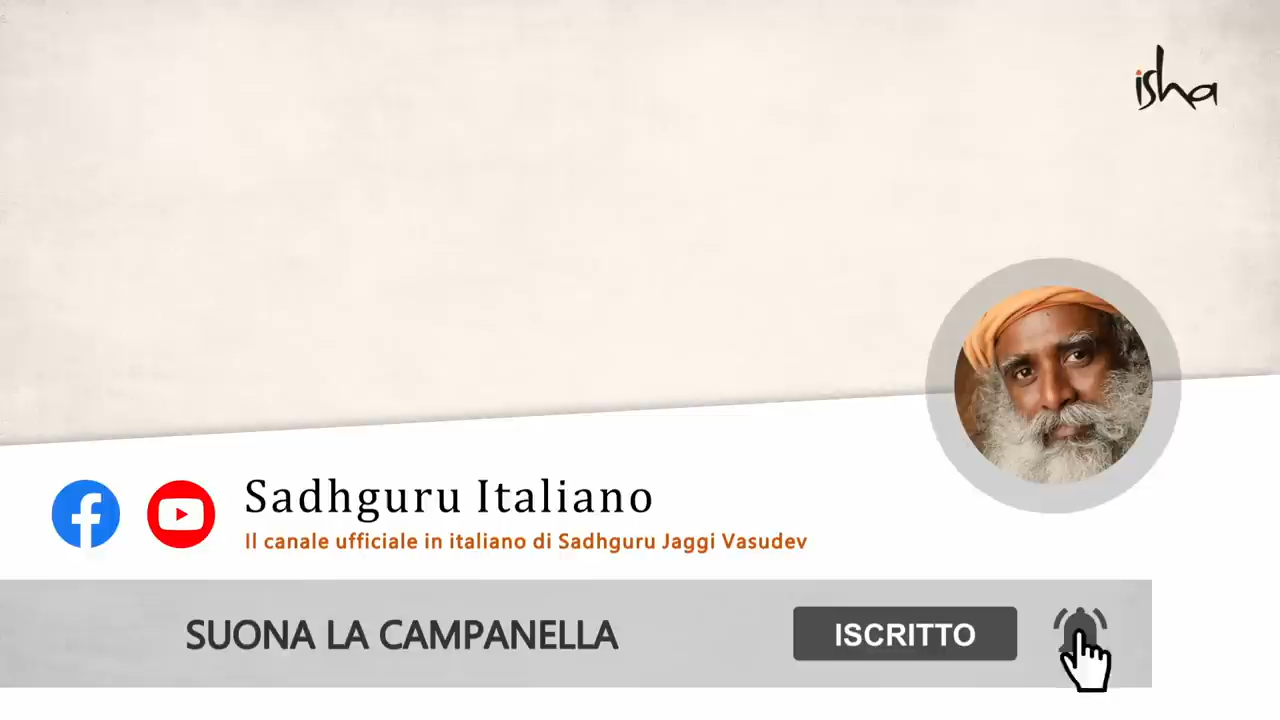 isha
Sadhguru Italiano
Il canale ufficiale in italiano di Sadhguru Jaggi Vasudev
SUONA LA CAMPANELLA
ISCRITTO